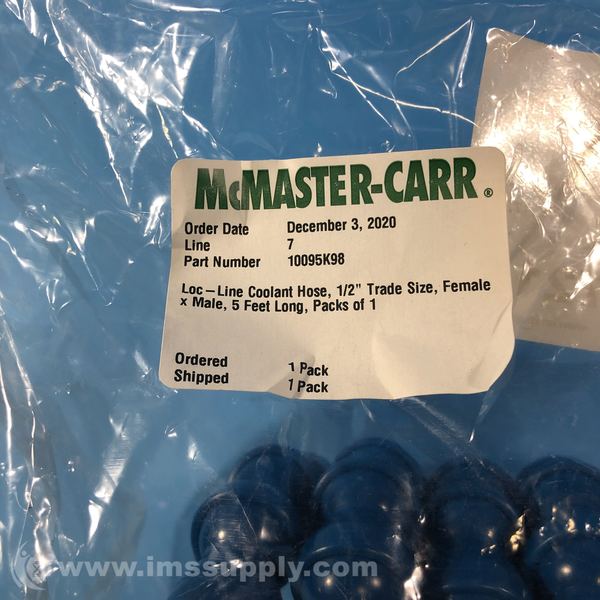 McMASTER-CARR®
Order Date December 3, 2020
Line 7
Part Number 10095K98
Loc-Line Coolant Hose, 1/2" Trade Size, Female
x Male, 5 Feet Long, Packs of 1
Ordered 1 Pack
Shipped 1 Pack
© www.imssupply.com ®